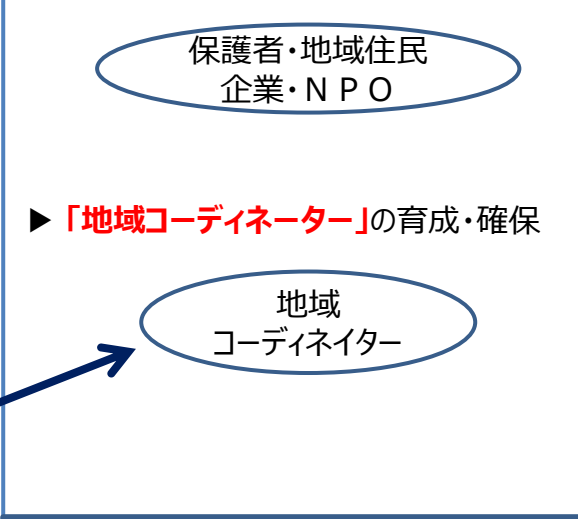 保護者・地域住民
企業・ＮＰＯ
▶「地域コーディネーター」の育成・確保
地域
コーディネイター